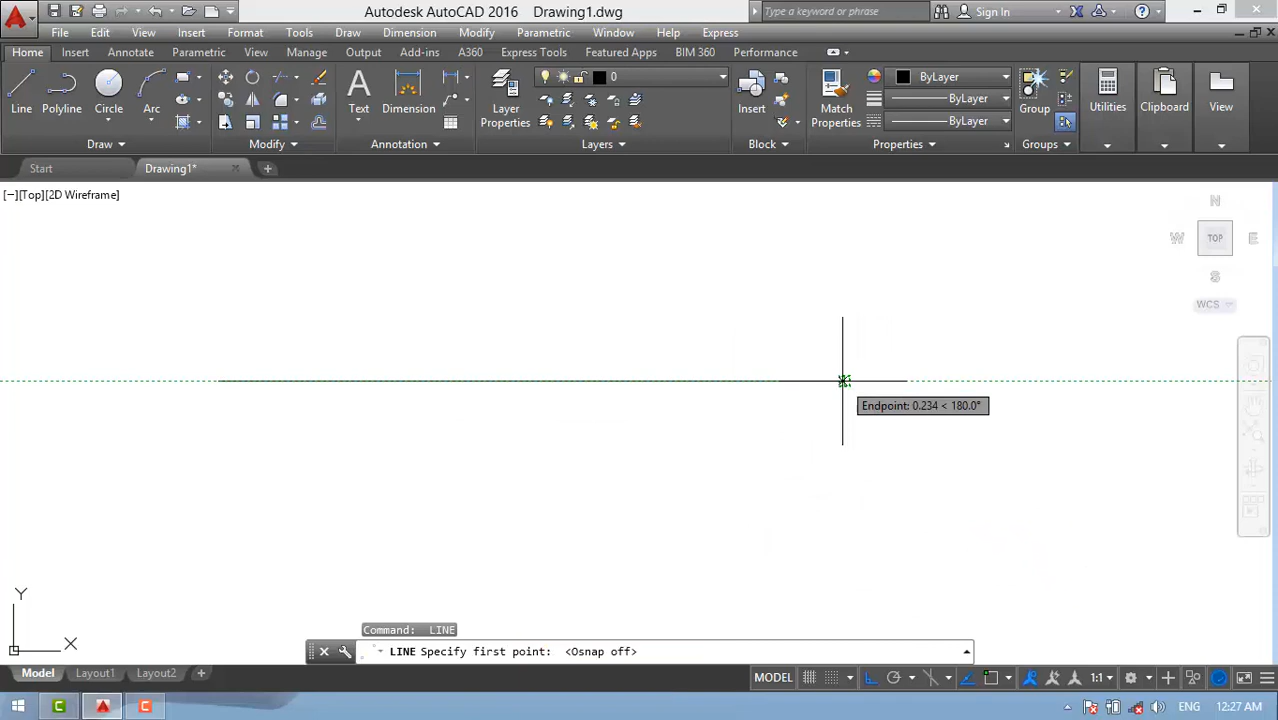 Autodesk AutoCAD 2016 Drawing1.dwg
Type a keyword or phrase
Sign In
File Edit View Insert Format Tools Draw Dimension Modify Parametric Window Help Express
Home Insert Annotate Parametric View Manage Output Add-ins A360 Express Tools Featured Apps BIM 360 Performance
0
ByLayer
Line Polyline Circle Arc Text Dimension Layer Properties Insert Match Properties Group Utilities Clipboard View
ByLayer
ByLayer
Draw Modify Annotation Layers Block Properties Groups
Start Drawing1*
[−][Top][2D Wireframe]
N
W TOP E
S
WCS
Endpoint: 0.234 < 180.0°
Y
X
Command: LINE
LINE Specify first point: <Osnap off>
Model Layout1 Layout2
MODEL 1:1
ENG 12:27 AM